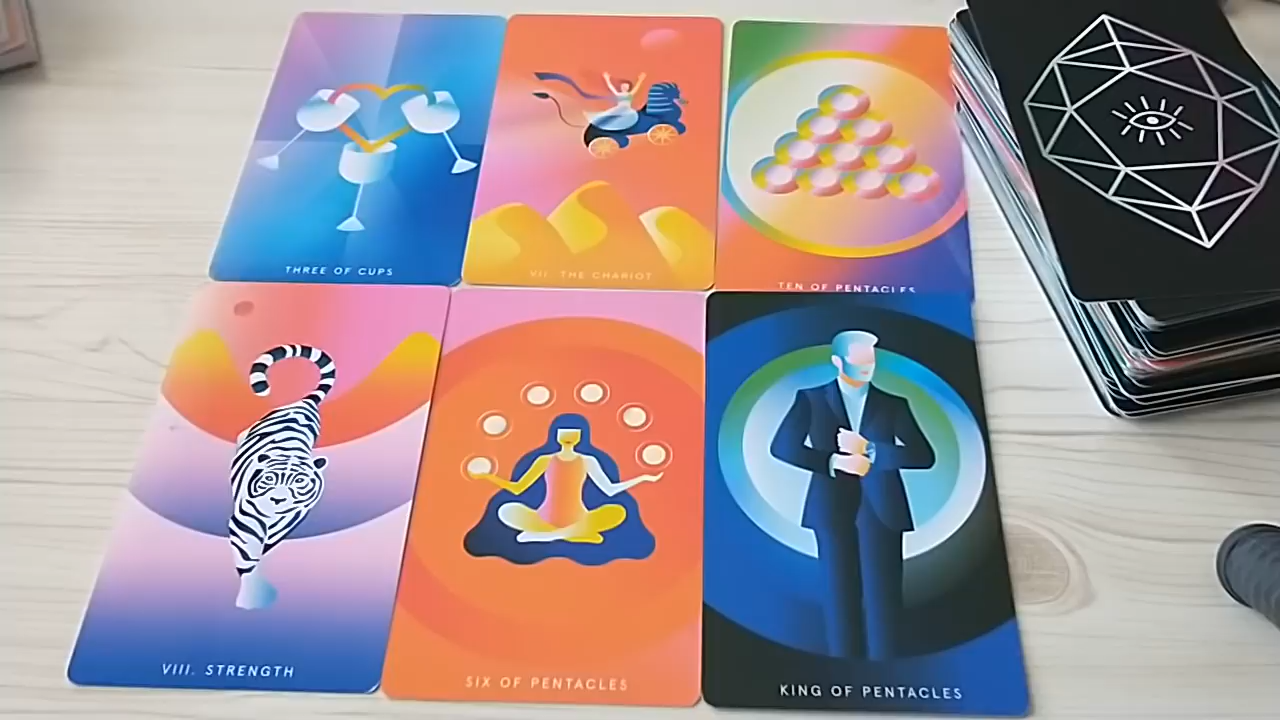 THREE OF CUPS
VII. THE CHARIOT
TEN OF PENTACLES
VIII. STRENGTH
SIX OF PENTACLES
KING OF PENTACLES